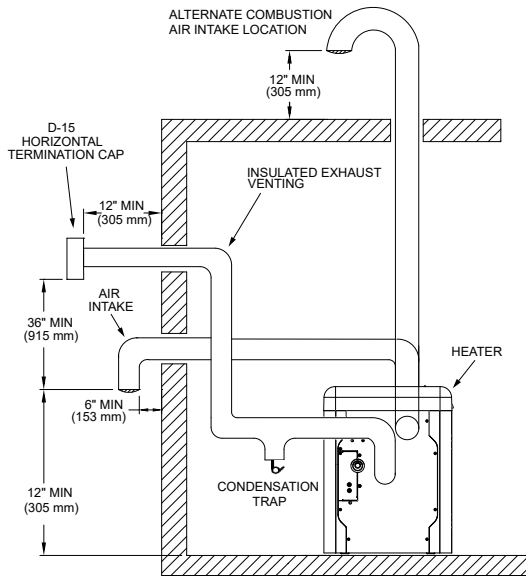 ALTERNATE COMBUSTION
AIR INTAKE LOCATION
12" MIN
(305 mm)
D-15
HORIZONTAL
TERMINATION CAP
12" MIN
(305 mm)
INSULATED EXHAUST
VENTING
36" MIN
(915 mm)
AIR
INTAKE
HEATER
6" MIN
(153 mm)
12" MIN
(305 mm)
CONDENSATION
TRAP